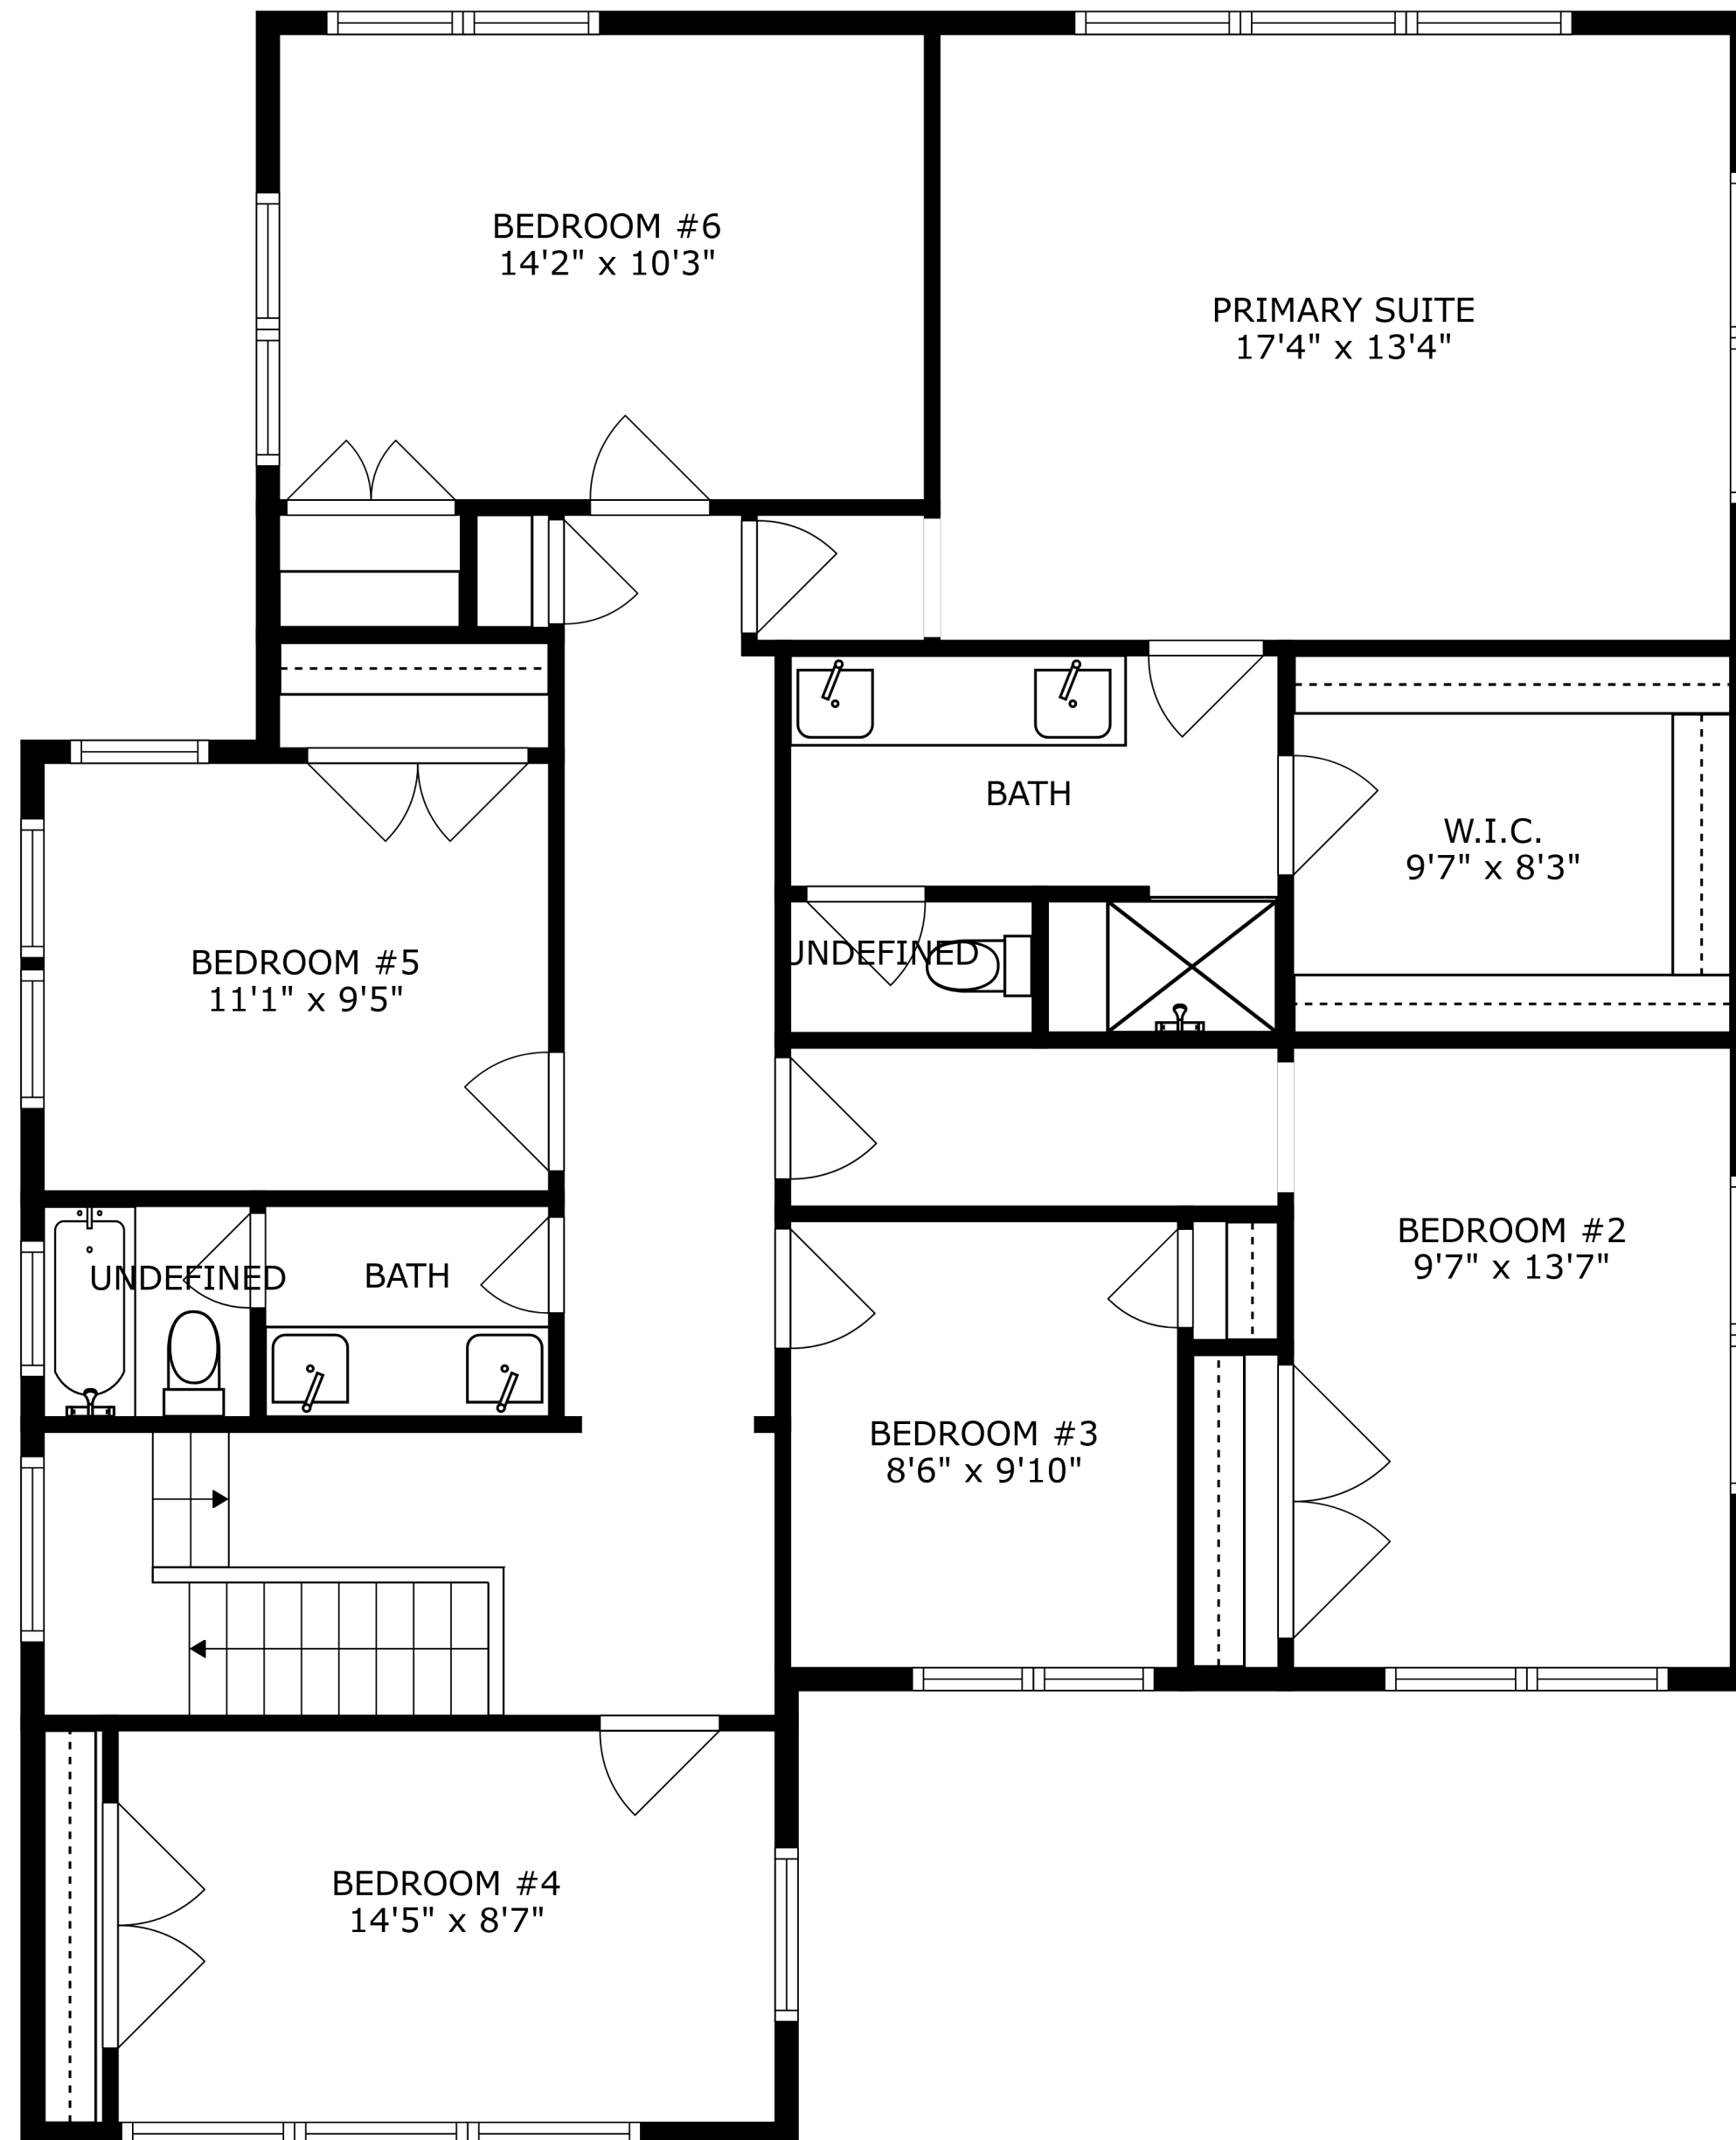 BEDROOM #6
14'2" x 10'3"
PRIMARY SUITE
17'4" x 13'4"
BATH
W.I.C.
9'7" x 8'3"
UNDEFINED
BEDROOM #5
11'1" x 9'5"
BEDROOM #2
9'7" x 13'7"
UNDEFINED
BATH
BEDROOM #3
8'6" x 9'10"
BEDROOM #4
14'5" x 8'7"